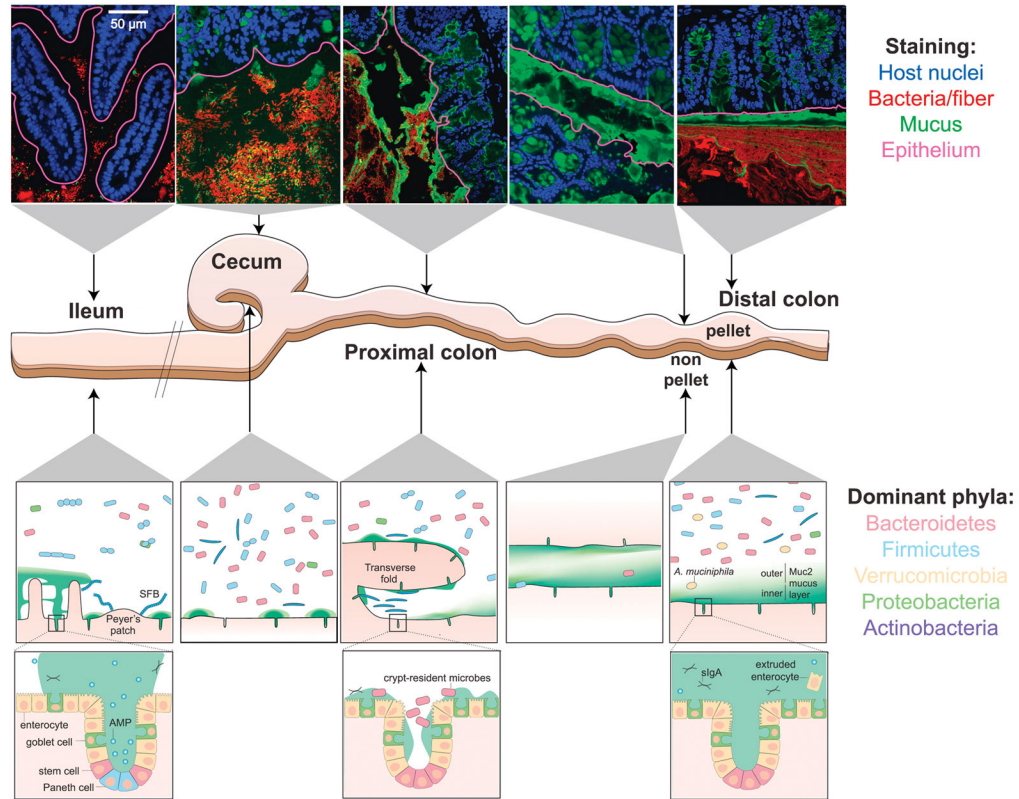 50 µm
Staining:
Host nuclei
Bacteria/fiber
Mucus
Epithelium
Cecum
Ileum
Distal colon
pellet
Proximal colon
non
pellet
Dominant phyla:
Bacteroidetes
Firmicutes
Verrucomicrobia
Proteobacteria
Actinobacteria
SFB
Peyer's
patch
Transverse
fold
A. muciniphila
outer
inner
Muc2
mucus
layer
AMP
enterocyte
goblet cell
stem cell
Paneth cell
crypt-resident microbes
sIgA
extruded
enterocyte